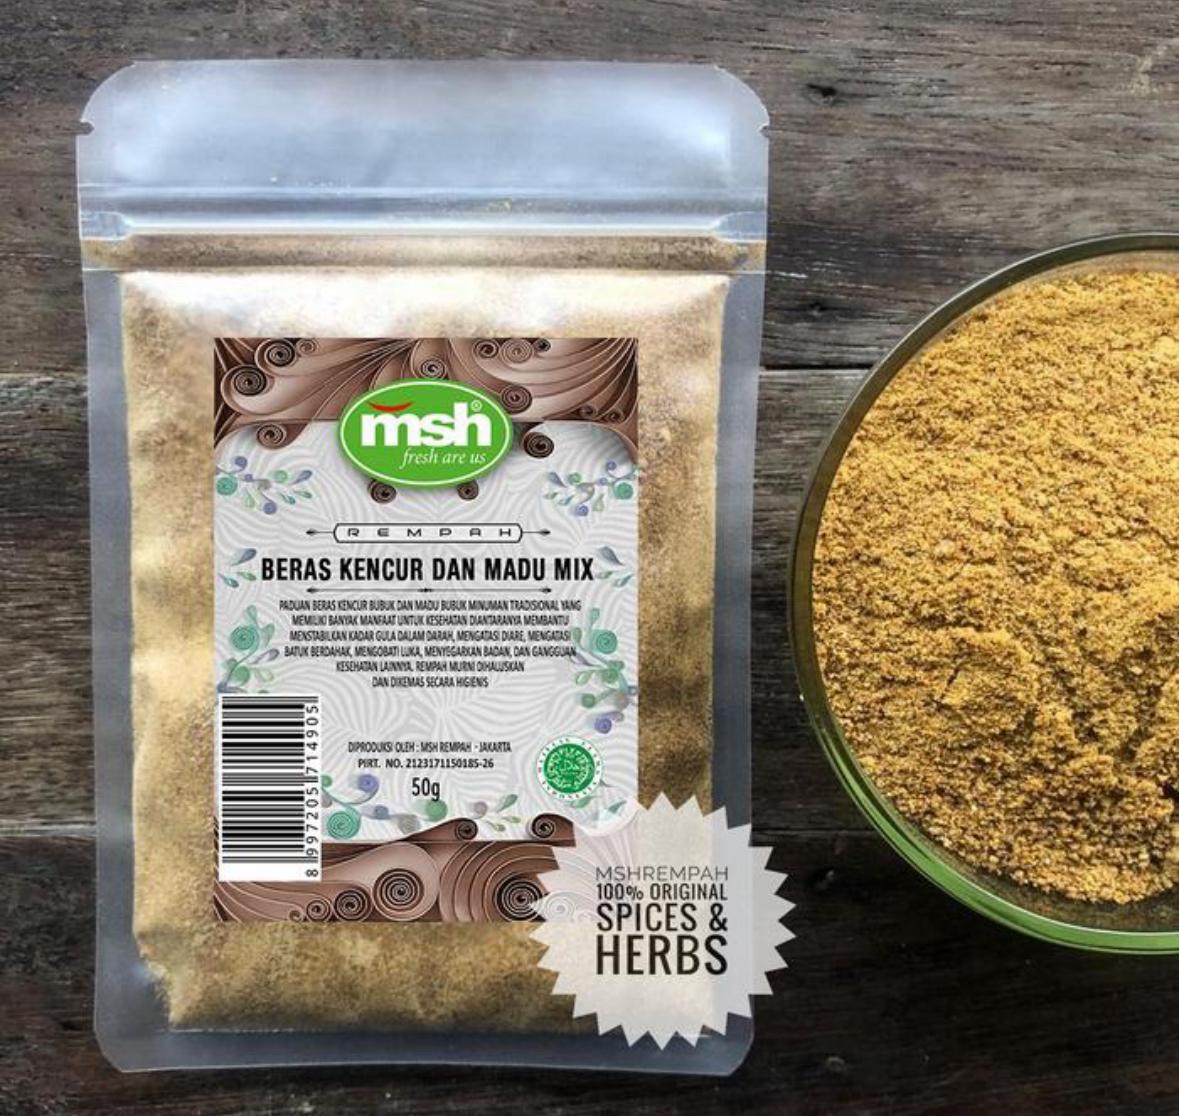 msh®
fresh are us
REMPAH
BERAS KENCUR DAN MADU MIX
PADUAN BERAS KENCUR BUBUK DAN MADU BUBUK MINUMAN TRADISIONAL YANG
MEMILIKI BANYAK MANFAAT UNTUK KESEHATAN DIANTARANYA MEMBANTU
MENSTABILKAN KADAR GULA DALAM DARAH, MENGATASI DIARE, MENGATASI
BATUK BERDAHAK, MENGOBATI LUKA, MENYEGARKAN BADAN, DAN GANGGUAN
KESEHATAN LAINNYA. REMPAH MURNI DIHALUSKAN
DAN DIKEMAS SECARA HIGIENIS
DIPRODUKSI OLEH : MSH REMPAH - JAKARTA
PIRT. NO. 2123171150185-26
50g
8 997205 714905
MSHREMPAH
100% ORIGINAL
SPICES &
HERBS